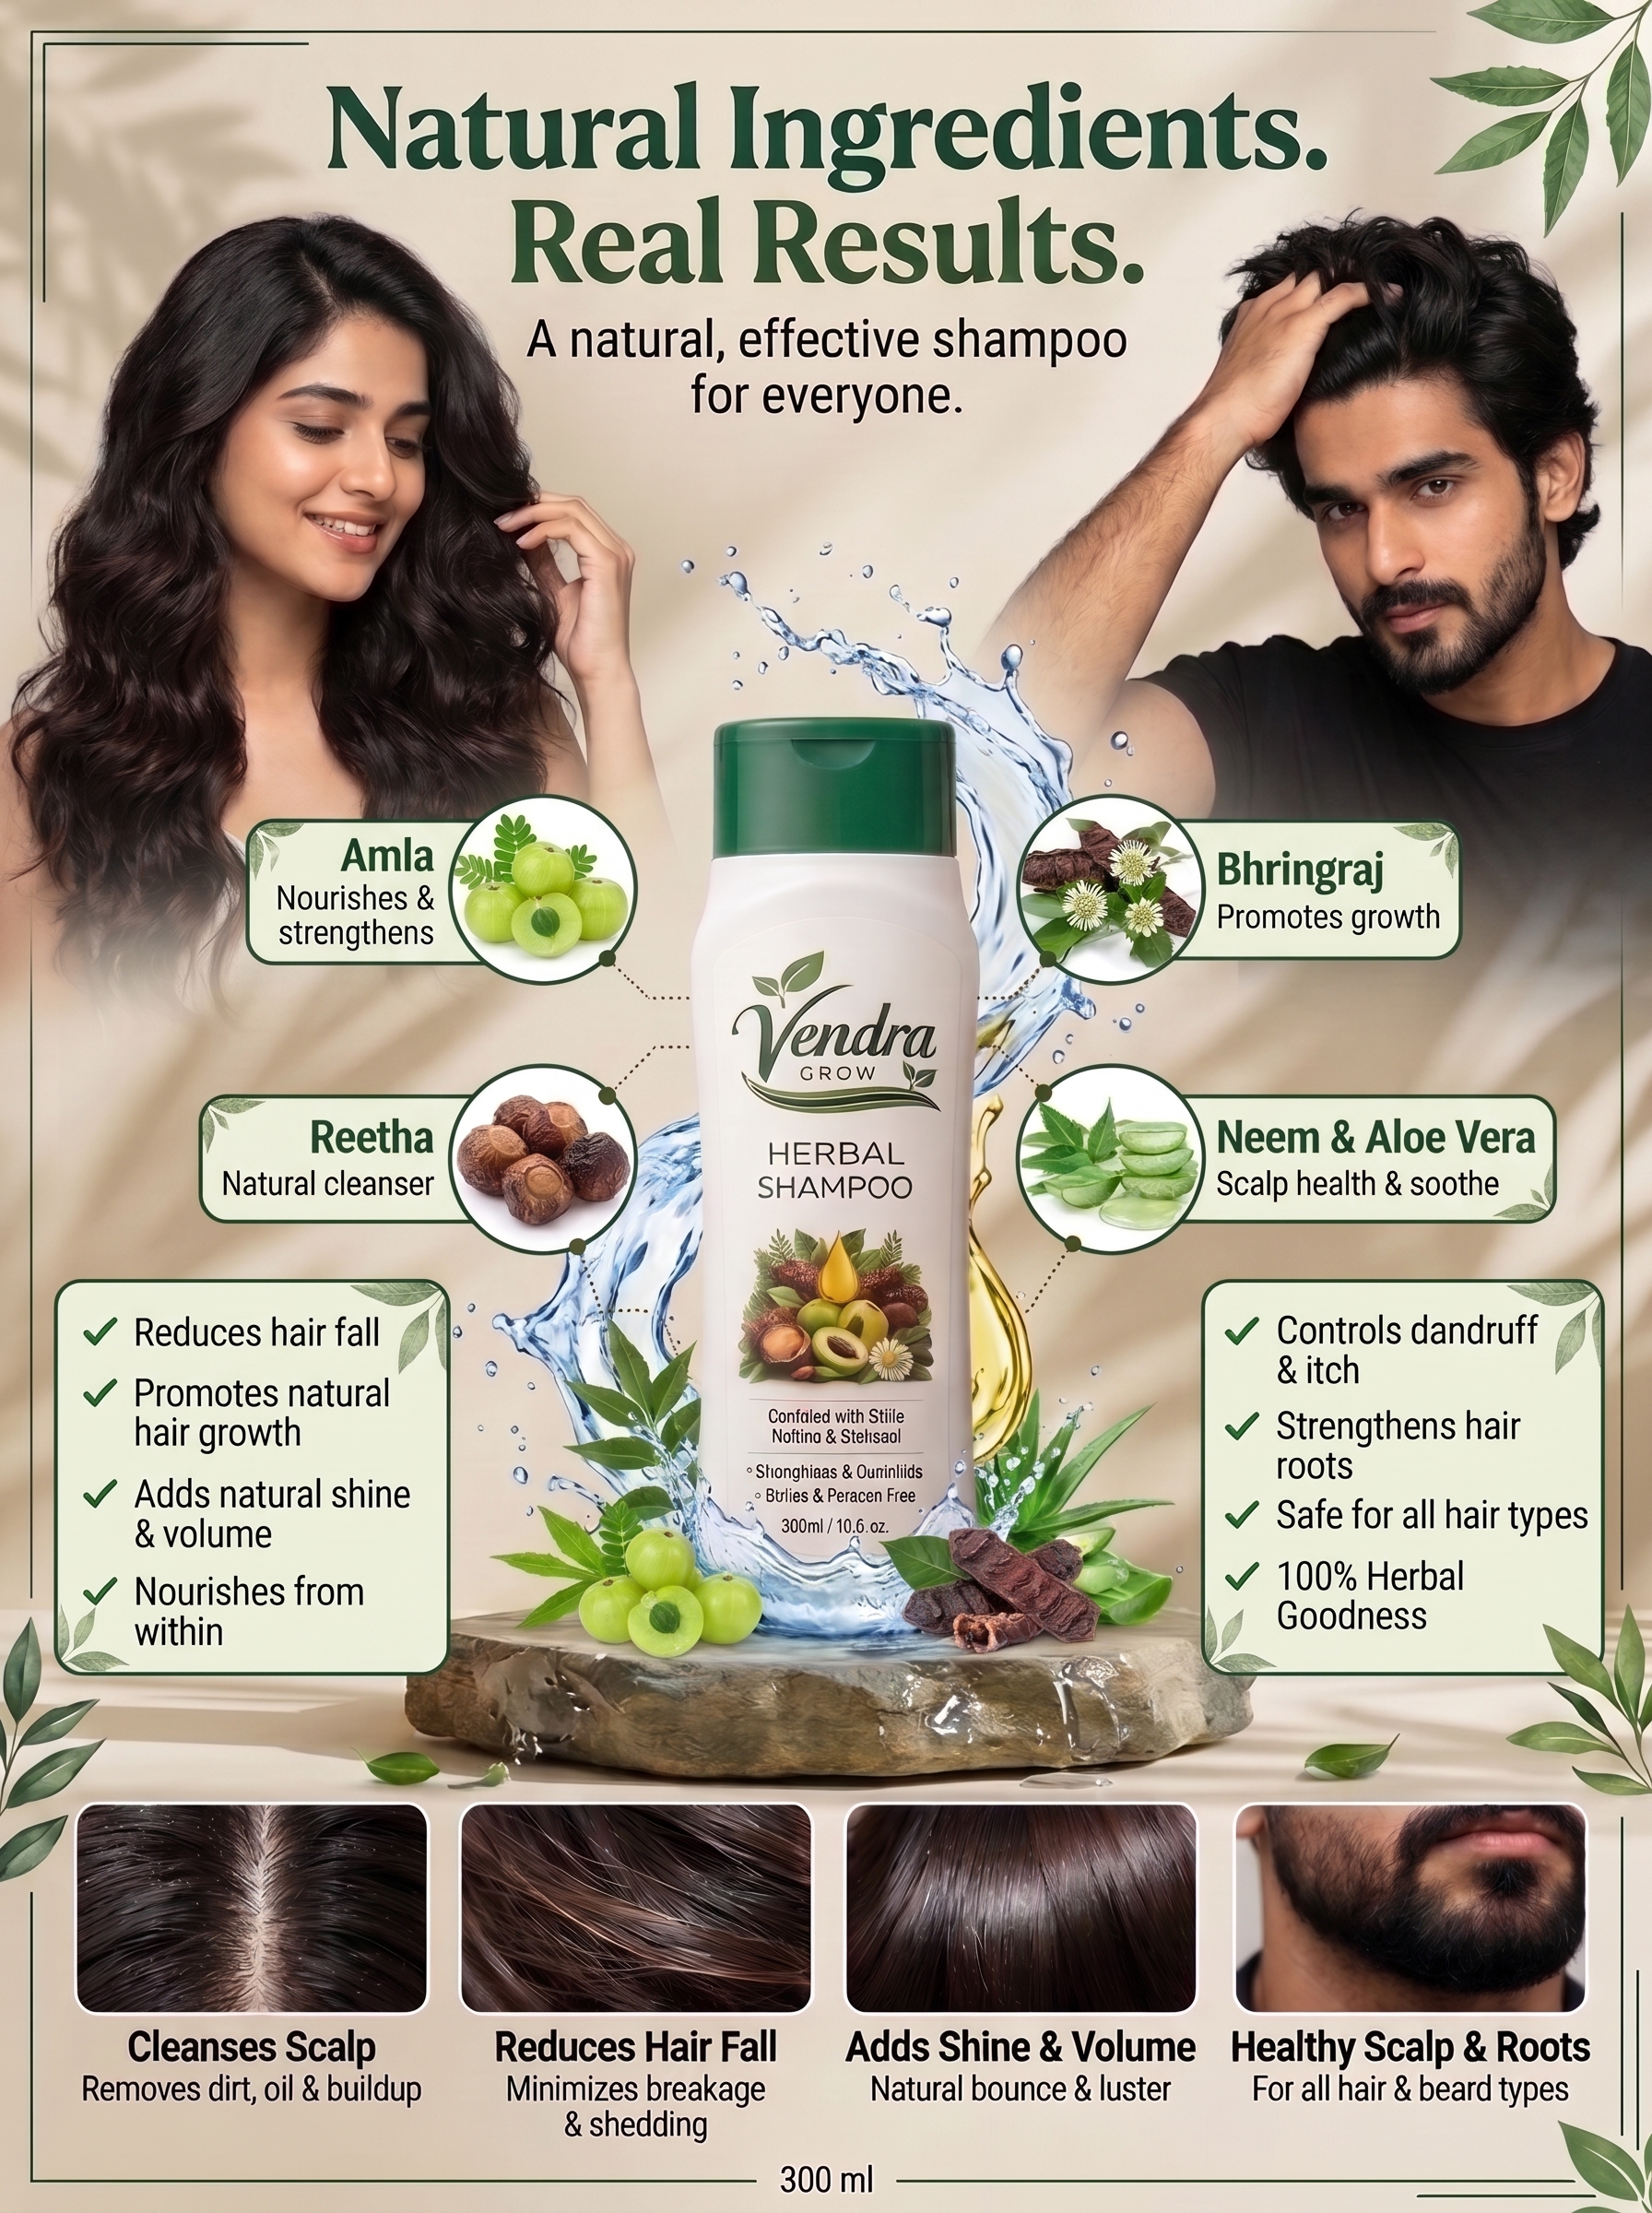 Natural Ingredients.
Real Results.
A natural, effective shampoo
for everyone.
Amla
Nourishes &
strengthens
Bhringraj
Promotes growth
Reetha
Natural cleanser
Neem & Aloe Vera
Scalp health & soothe
Vendra
GROW
HERBAL
SHAMPOO
with
&
&
& Peracen Free
300ml / 10.6.oz.
Reduces hair fall
Promotes natural
hair growth
Adds natural shine
& volume
Nourishes from
within
Controls dandruff
& itch
Strengthens hair
roots
Safe for all hair types
100% Herbal
Goodness
Cleanses Scalp
Removes dirt, oil & buildup
Reduces Hair Fall
Minimizes breakage
& shedding
Adds Shine & Volume
Natural bounce & luster
Healthy Scalp & Roots
For all hair & beard types
300 ml